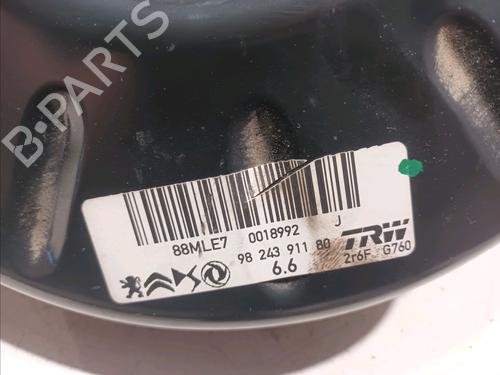 B-PARTS
88MLE7 0018992 J
98 243 911 80
6.6
TRW
2r6F G760